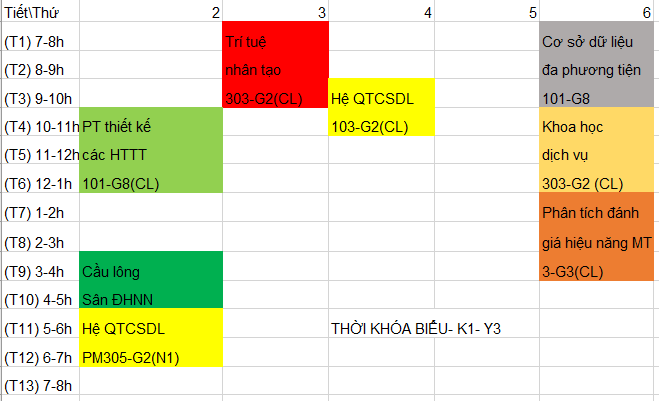 Tiết\Thứ 2 3 4 5 6
(T1) 7-8h Trí tuệ Cơ sở dữ liệu
(T2) 8-9h nhân tạo đa phương tiện
(T3) 9-10h 303-G2(CL) Hệ QTCSDL 101-G8
(T4) 10-11h PT thiết kế 103-G2(CL) Khoa học
(T5) 11-12h các HTTT dịch vụ
(T6) 12-1h 101-G8(CL) 303-G2 (CL)
(T7) 1-2h Phân tích đánh
(T8) 2-3h giá hiệu năng MT
(T9) 3-4h Cầu lông 3-G3(CL)
(T10) 4-5h Sân ĐHNN
(T11) 5-6h Hệ QTCSDL THỜI KHÓA BIỂU- K1- Y3
(T12) 6-7h PM305-G2(N1)
(T13) 7-8h